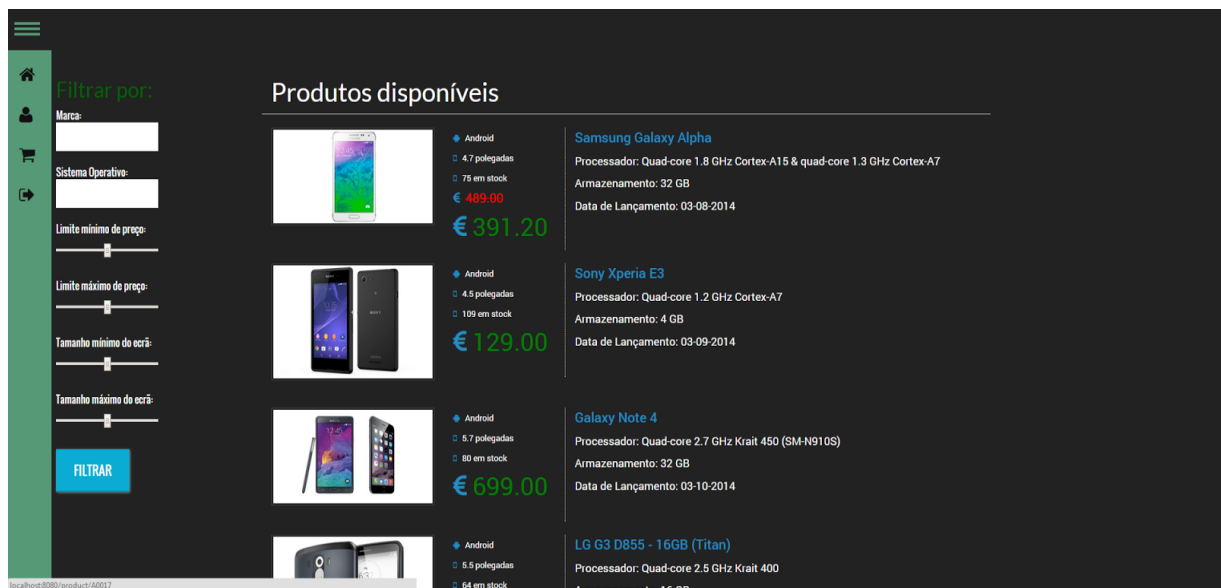 Filtrar por:
Marca:
Sistema Operativo:
Limite mínimo de preço:
Limite máximo de preço:
Tamanho mínimo do ecrã:
Tamanho máximo do ecrã:
FILTRAR
Produtos disponíveis
Android
4.7 polegadas
75 em stock
€ 489.00
€ 391.20
Samsung Galaxy Alpha
Processador: Quad-core 1.8 GHz Cortex-A15 & quad-core 1.3 GHz Cortex-A7
Armazenamento: 32 GB
Data de Lançamento: 03-08-2014
Android
4.5 polegadas
109 em stock
€ 129.00
Sony Xperia E3
Processador: Quad-core 1.2 GHz Cortex-A7
Armazenamento: 4 GB
Data de Lançamento: 03-09-2014
Android
5.7 polegadas
80 em stock
€ 699.00
Galaxy Note 4
Processador: Quad-core 2.7 GHz Krait 450 (SM-N910S)
Armazenamento: 32 GB
Data de Lançamento: 03-10-2014
Android
5.5 polegadas
64 em stock
LG G3 D855 - 16GB (Titan)
Processador: Quad-core 2.5 GHz Krait 400
localhost:8080/product/A0017